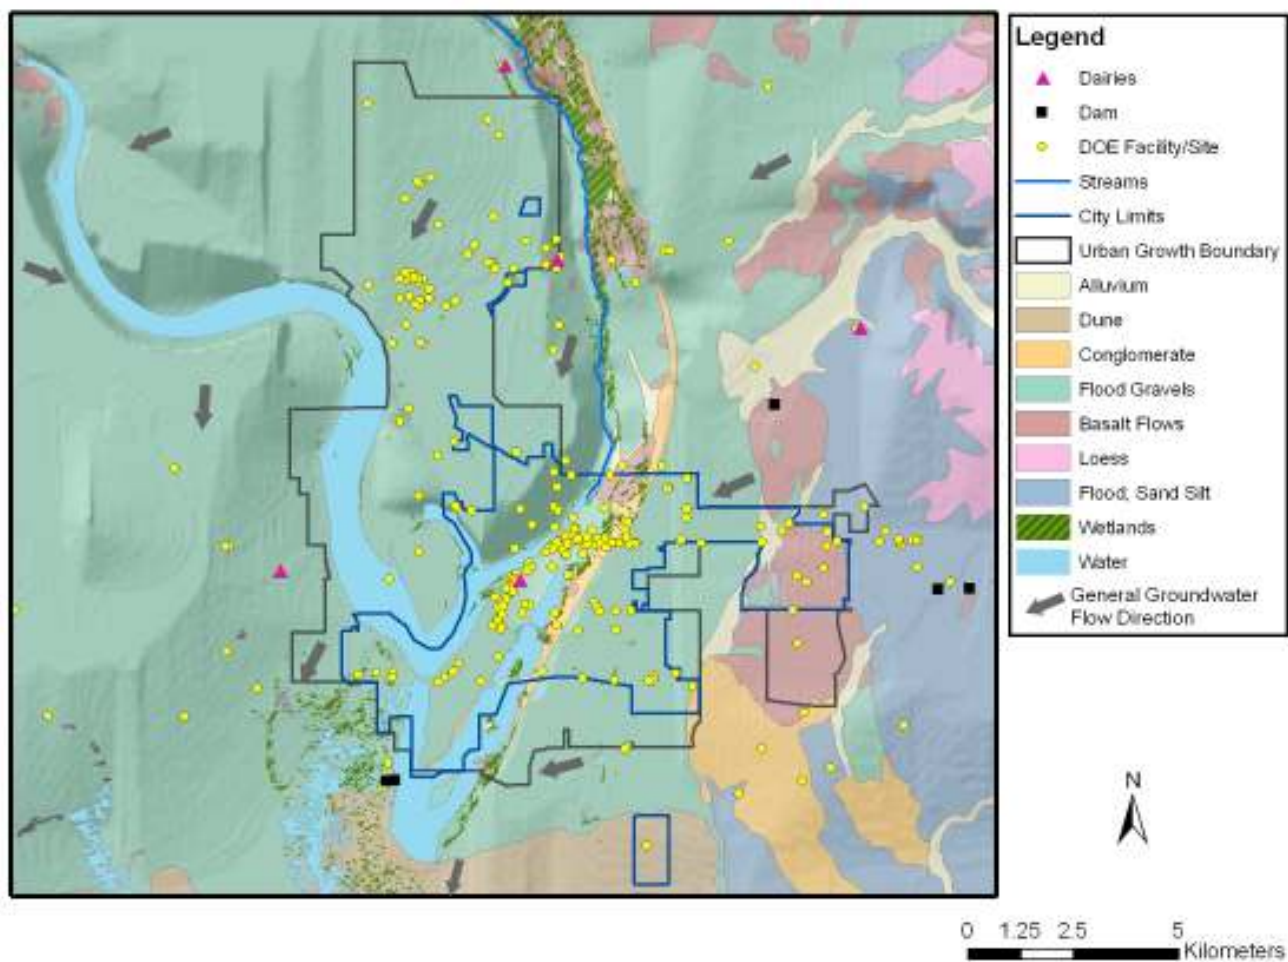 Legend
Dairies
Dam
DOE Facility/Site
Streams
City Limits
Urban Growth Boundary
Alluvium
Dune
Conglomerate
Flood Gravels
Basalt Flows
Loess
Flood; Sand Silt
Wetlands
Water
General Groundwater
Flow Direction
N
0 1.25 2.5 5
Kilometers